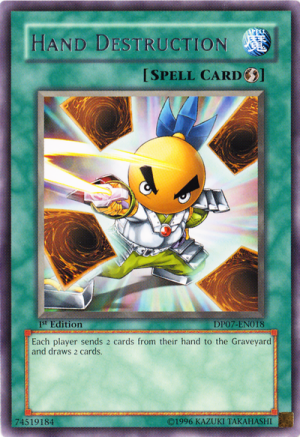 HAND DESTRUCTION
魔
[SPELL CARD]
1st Edition DP07-EN018
Each player sends 2 cards from their hand to the Graveyard
and draws 2 cards.
74519184 ©1996 KAZUKI TAKAHASHI